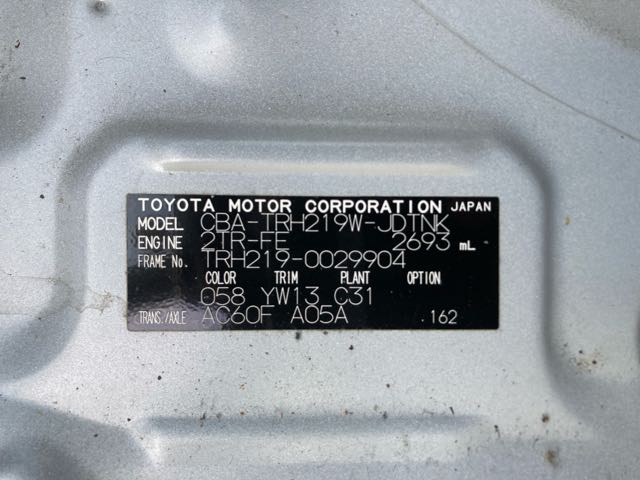 TOYOTA MOTOR CORPORATION JAPAN
MODEL CBA-TRH219W-JDTNK
ENGINE 2TR-FE 2693 mL
FRAME No. TRH219-0029904
COLOR TRIM PLANT OPTION
058 YW13 C31
TRANS./AXLE AC60F A05A .162